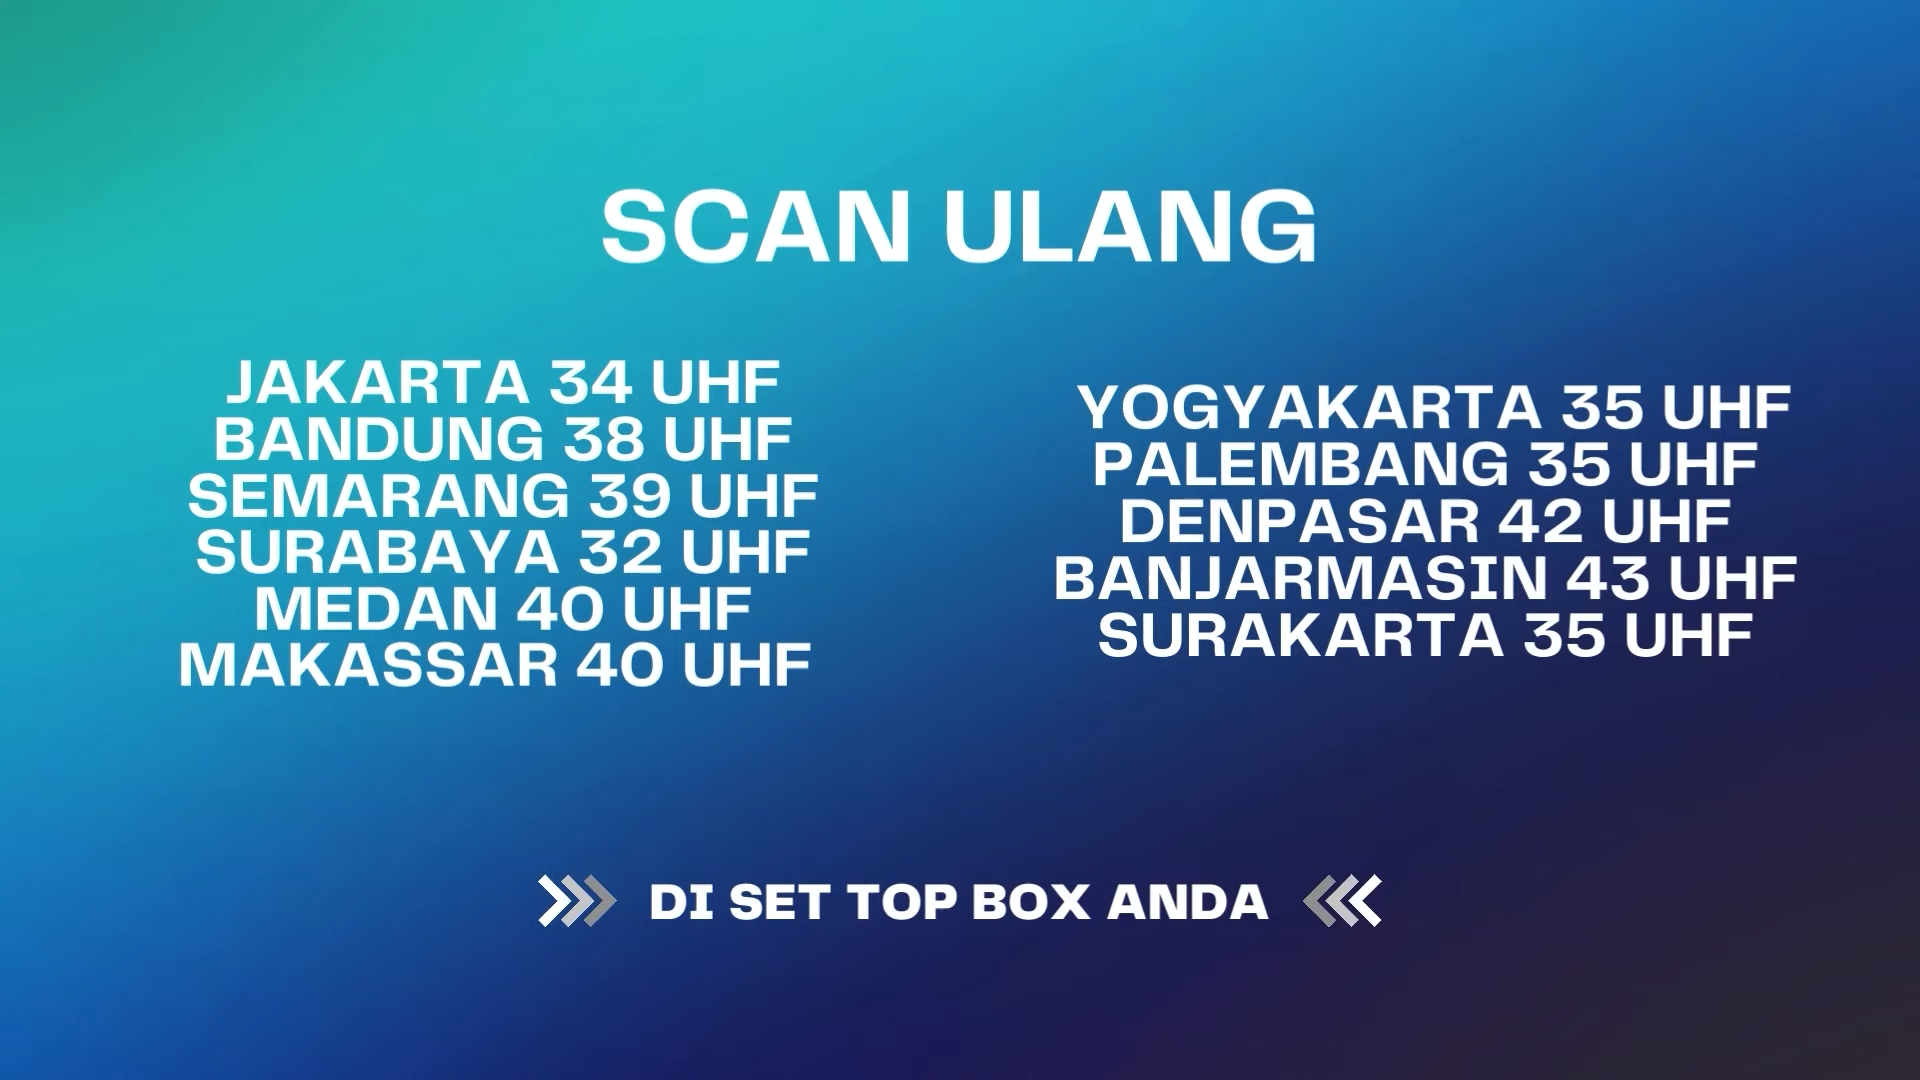 SCAN ULANG
JAKARTA 34 UHF
BANDUNG 38 UHF
SEMARANG 39 UHF
SURABAYA 32 UHF
MEDAN 40 UHF
MAKASSAR 40 UHF
YOGYAKARTA 35 UHF
PALEMBANG 35 UHF
DENPASAR 42 UHF
BANJARMASIN 43 UHF
SURAKARTA 35 UHF
DI SET TOP BOX ANDA